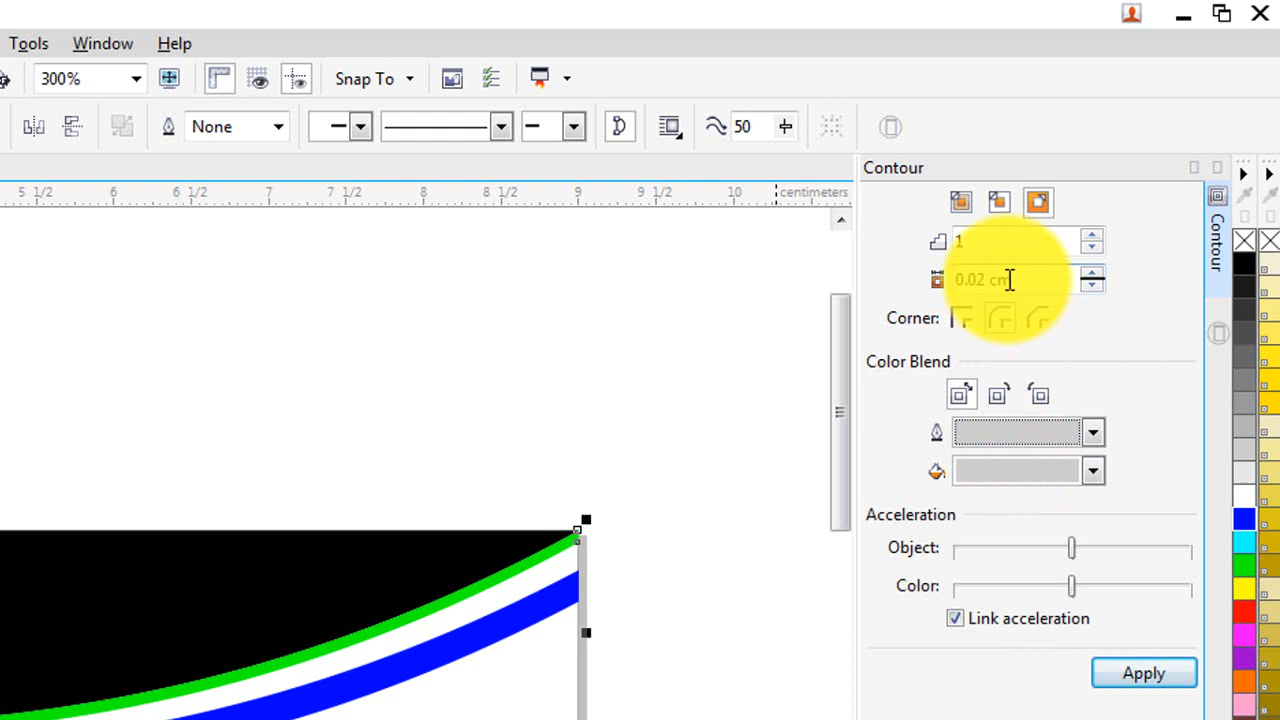 Tools Window Help
300% Snap To
None 50
5 1/2 6 6 1/2 7 7 1/2 8 8 1/2 9 9 1/2 10 centimeters
Contour
1
0.02 cm
Corner:
Color Blend
Acceleration
Object:
Color:
Link acceleration
Apply
Contour